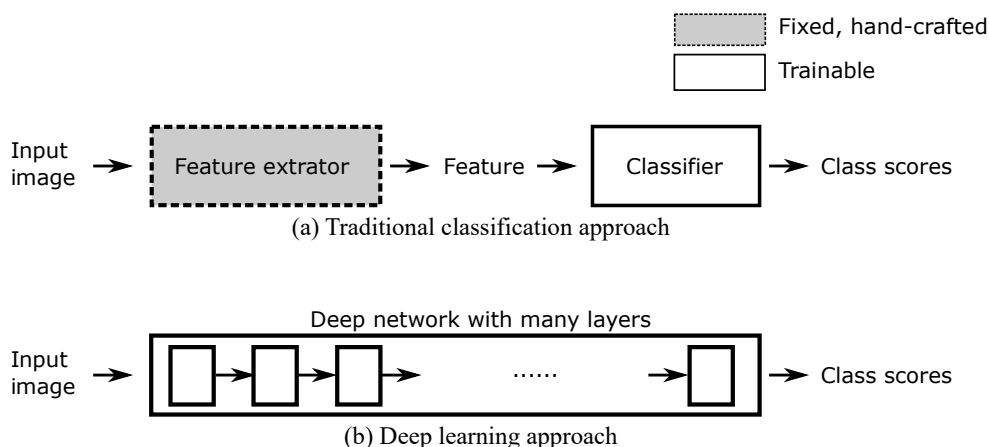 Fixed, hand-crafted
Trainable
Input
image
Feature extrator
Feature
Classifier
Class scores
(a) Traditional classification approach
Deep network with many layers
Input
image
......
Class scores
(b) Deep learning approach